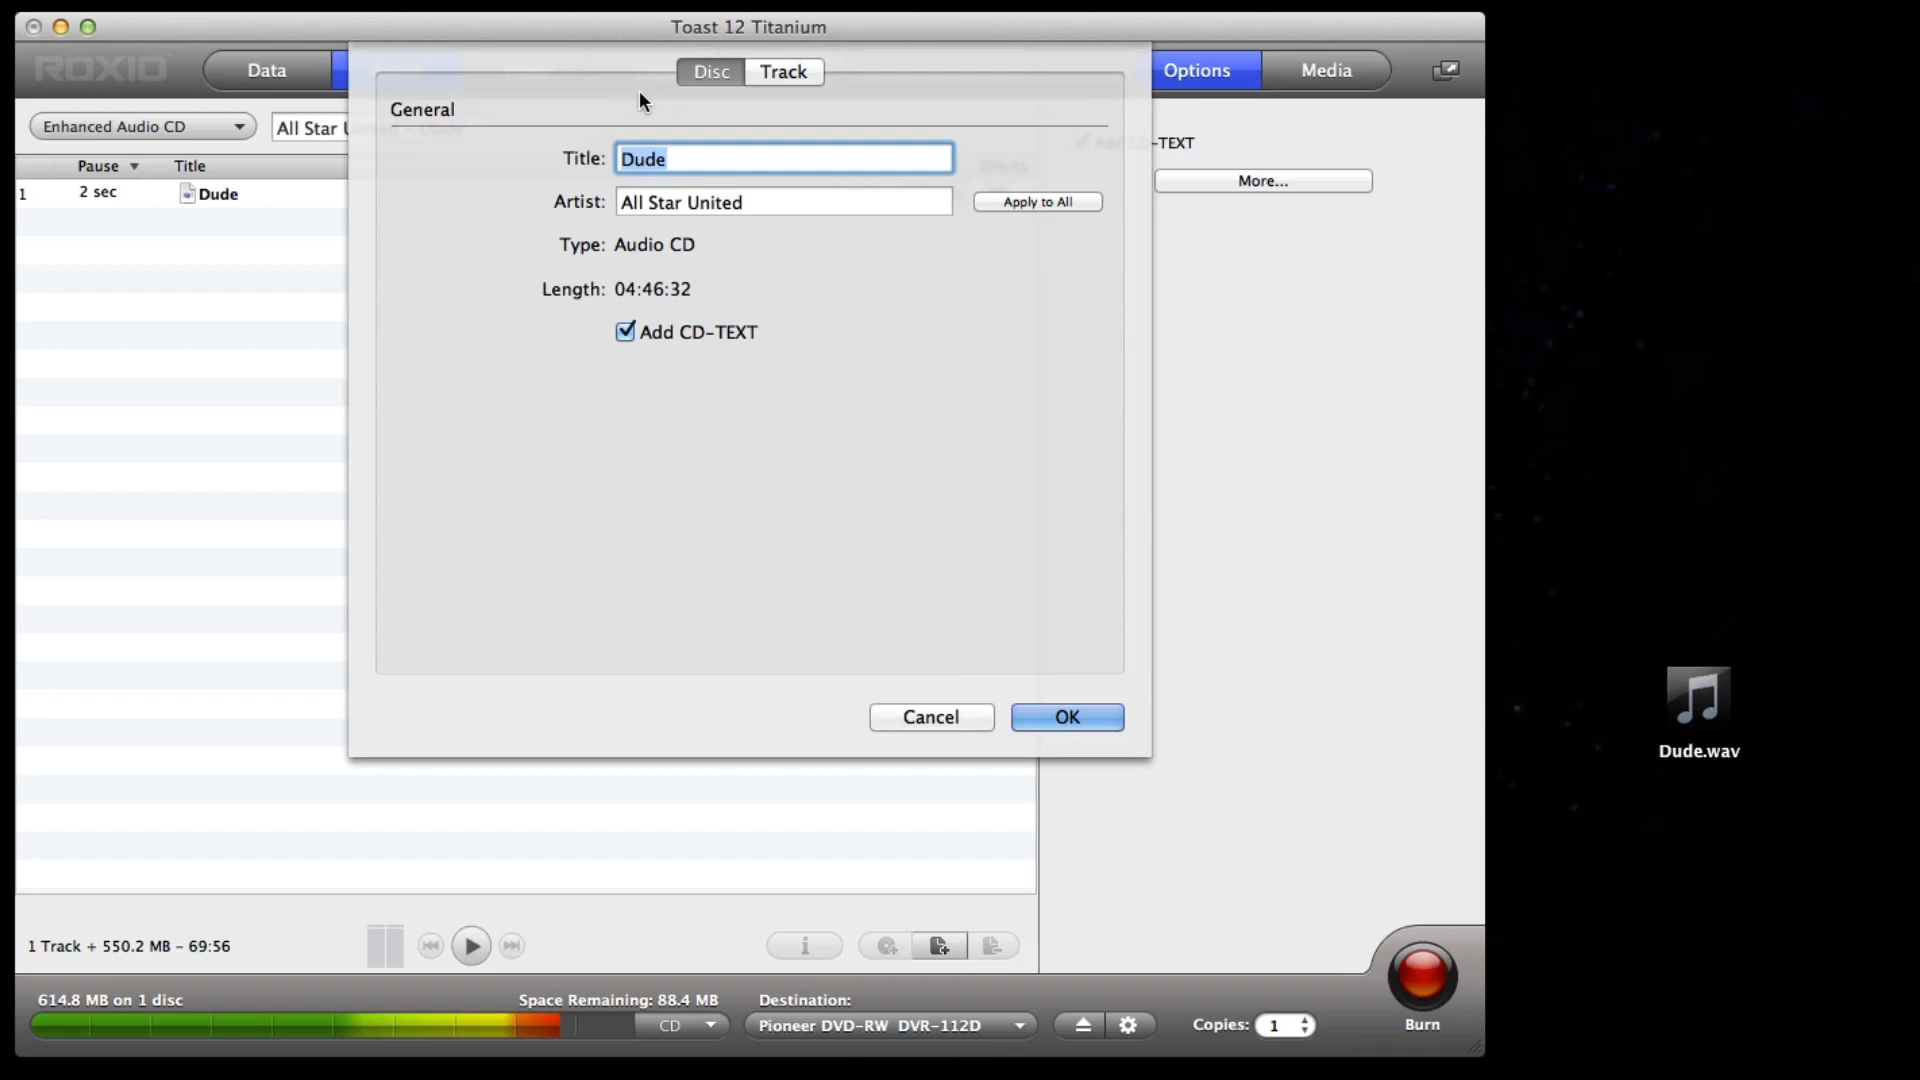 Toast 12 Titanium
ROXIO
Data
Options
Media
Disc
Track
General
Enhanced Audio CD
All Star U
Title: Dude
Add CD-TEXT
More...
Pause
Title
1
2 sec
Dude
Artist: All Star United
Apply to All
Type: Audio CD
Length: 04:46:32
Add CD-TEXT
Cancel
OK
Dude.wav
1 Track + 550.2 MB - 69:56
614.8 MB on 1 disc
Space Remaining: 88.4 MB
CD
Destination:
Pioneer DVD-RW DVR-112D
Copies: 1
Burn